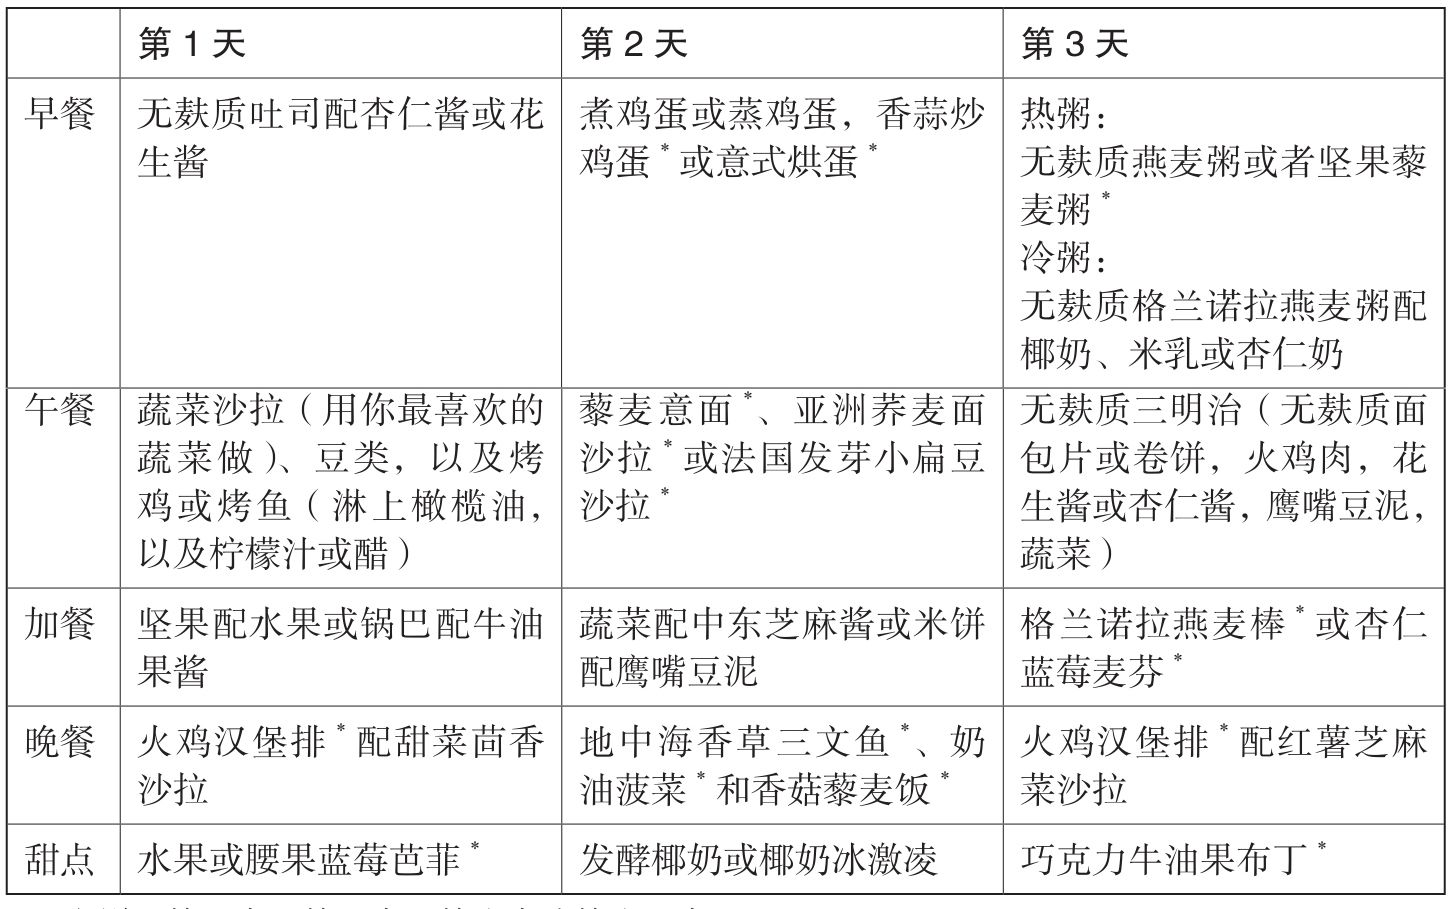 第 1 天
第 2 天
第 3 天
早餐
无麸质吐司配杏仁酱或花
生酱
煮鸡蛋或蒸鸡蛋，香蒜炒
鸡蛋 * 或意式烘蛋 *
热粥：
无麸质燕麦粥或者坚果藜
麦粥 *
冷粥：
无麸质格兰诺拉燕麦粥配
椰奶、米乳或杏仁奶
午餐
蔬菜沙拉（用你最喜欢的
蔬菜做）、豆类，以及烤
鸡或烤鱼（淋上橄榄油，
以及柠檬汁或醋）
藜麦意面 *、亚洲荞麦面
沙拉 * 或法国发芽小扁豆
沙拉 *
无麸质三明治（无麸质面
包片或卷饼，火鸡肉，花
生酱或杏仁酱，鹰嘴豆泥，
蔬菜）
加餐
坚果配水果或锅巴配牛油
果酱
蔬菜配中东芝麻酱或米饼
配鹰嘴豆泥
格兰诺拉燕麦棒 * 或杏仁
蓝莓麦芬 *
晚餐
火鸡汉堡排 * 配甜菜茴香
沙拉
地中海香草三文鱼 *、奶
油菠菜 * 和香菇藜麦饭 *
火鸡汉堡排 * 配红薯芝麻
菜沙拉
甜点
水果或腰果蓝莓芭菲 *
发酵椰奶或椰奶冰激凌
巧克力牛油果布丁 *